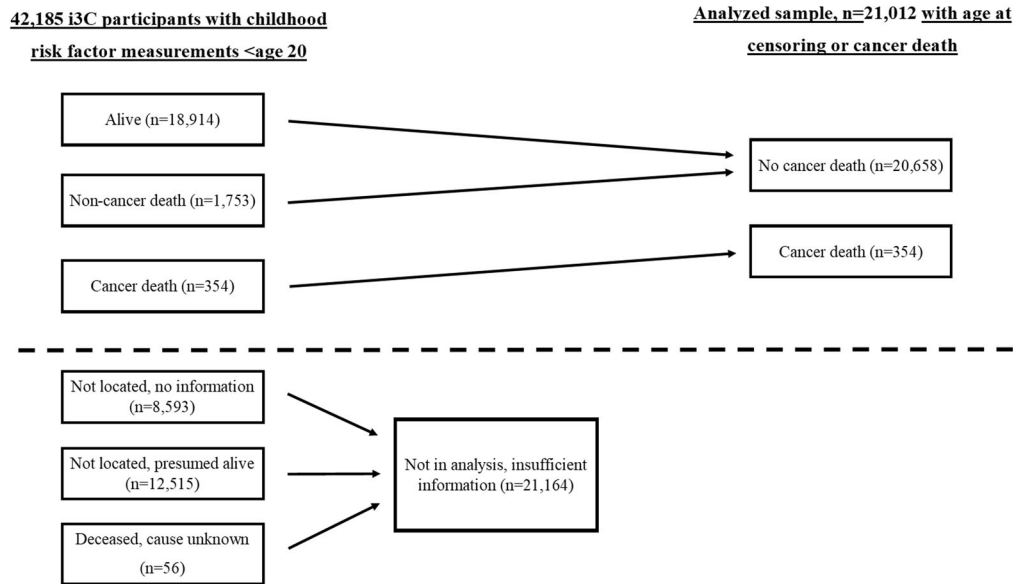 42,185 i3C participants with childhood
risk factor measurements <age 20
Analyzed sample, n=21,012 with age at
censoring or cancer death
Alive (n=18,914)
Non-cancer death (n=1,753)
Cancer death (n=354)
No cancer death (n=20,658)
Cancer death (n=354)
Not located, no information
(n=8,593)
Not located, presumed alive
(n=12,515)
Deceased, cause unknown
(n=56)
Not in analysis, insufficient
information (n=21,164)